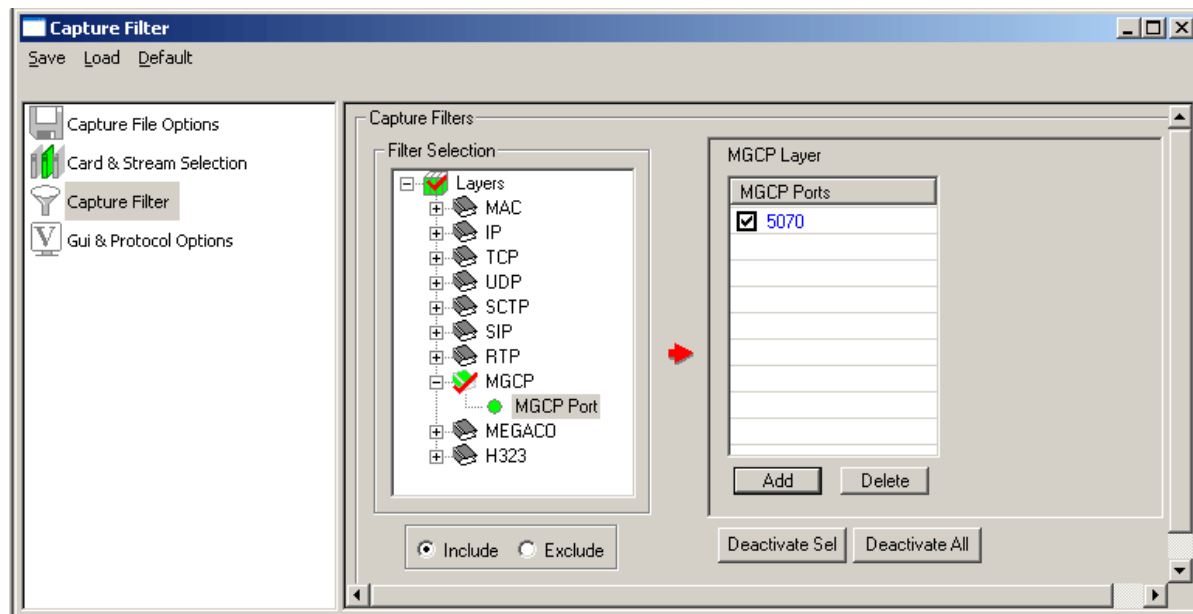 Capture Filter
Save Load Default
Capture File Options
Card & Stream Selection
Capture Filter
Gui & Protocol Options
Capture Filters
Filter Selection
Layers
MAC
IP
TCP
UDP
SCTP
SIP
RTP
MGCP
MGCP Port
MEGACO
H323
Include Exclude
MGCP Layer
MGCP Ports
5070
Add Delete
Deactivate Sel Deactivate All